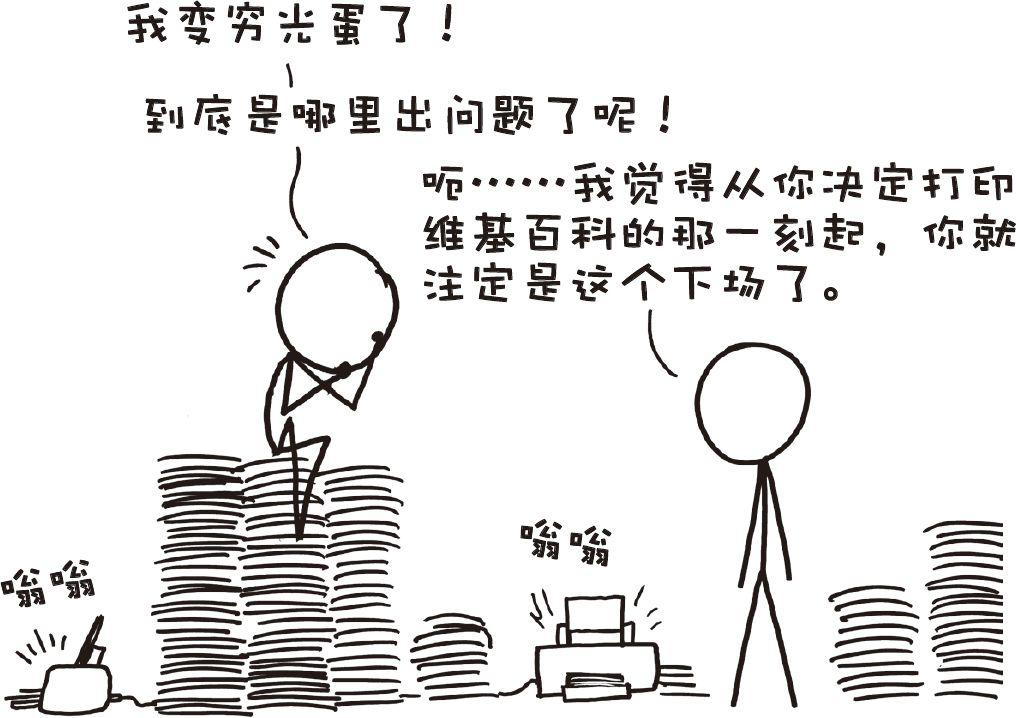 我变穷光蛋了！
到底是哪里出问题了呢！
呃……我觉得从你决定打印
维基百科的那一刻起，你就
注定是这个下场了。
嗡嗡
嗡嗡